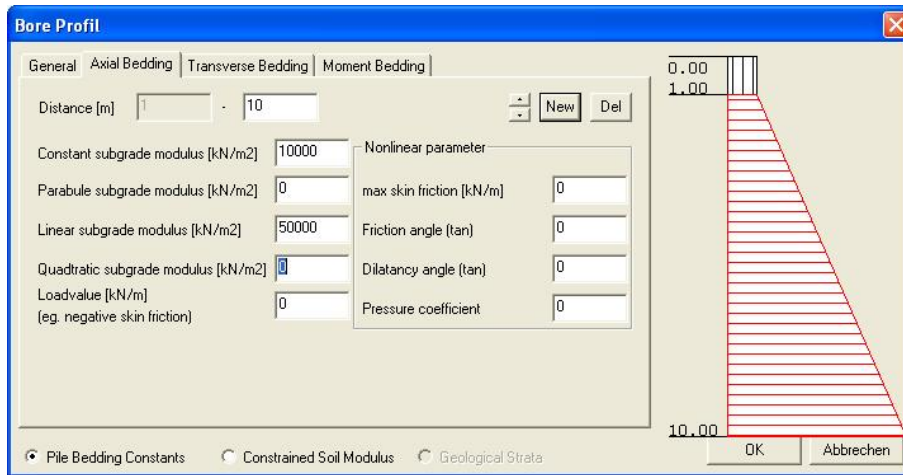 Bore Profil
General Axial Bedding Transverse Bedding Moment Bedding
Distance [m] 1 - 10 New Del
Constant subgrade modulus [kN/m2] 10000
Parabule subgrade modulus [kN/m2] 0
Linear subgrade modulus [kN/m2] 50000
Quadtratic subgrade modulus [kN/m2] 0
Loadvalue [kN/m]
(eg. negative skin friction) 0
Nonlinear parameter
max skin friction [kN/m] 0
Friction angle (tan) 0
Dilatancy angle (tan) 0
Pressure coefficient 0
0.00
1.00
10.00
Pile Bedding Constants Constrained Soil Modulus Geological Strata
OK Abbrechen